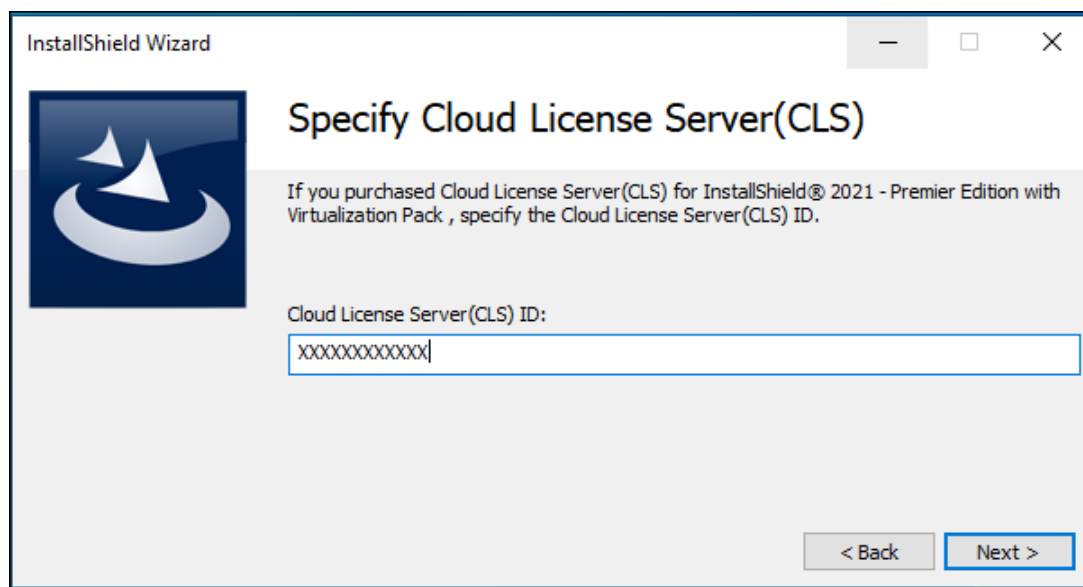 InstallShield Wizard
Specify Cloud License Server(CLS)
If you purchased Cloud License Server(CLS) for InstallShield® 2021 - Premier Edition with
Virtualization Pack , specify the Cloud License Server(CLS) ID.
Cloud License Server(CLS) ID:
XXXXXXXXXXXX
< Back
Next >